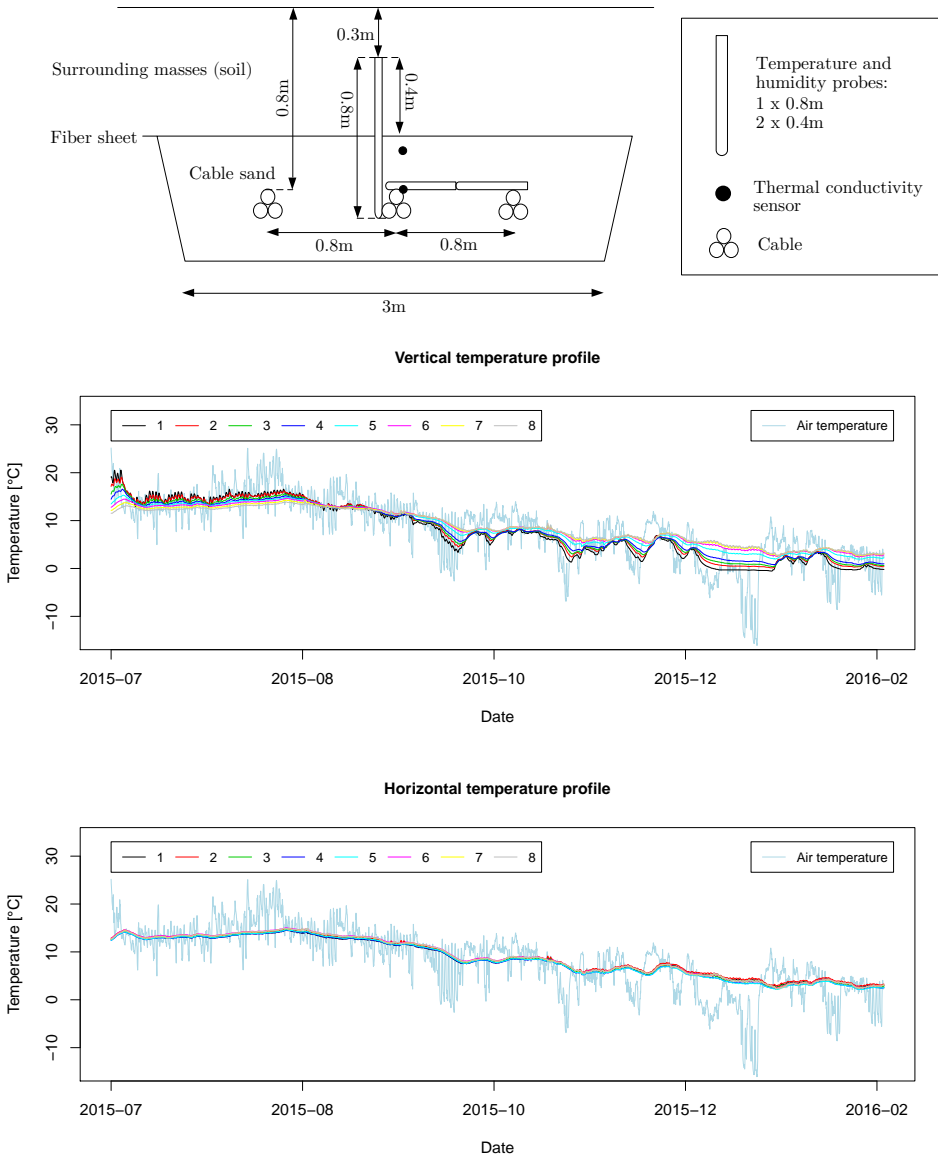 0.3m
Surrounding masses (soil)
0.8m
0.8m
0.4m
Fiber sheet
Cable sand
0.8m
0.8m
3m
Temperature and
humidity probes:
1 x 0.8m
2 x 0.4m
Thermal conductivity
sensor
Cable
Vertical temperature profile
1 2 3 4 5 6 7 8
Air temperature
30
20
10
0
−10
Temperature [°C]
2015−07 2015−08 2015−10 2015−12 2016−02
Date
Horizontal temperature profile
1 2 3 4 5 6 7 8
Air temperature
30
20
10
0
−10
Temperature [°C]
2015−07 2015−08 2015−10 2015−12 2016−02
Date